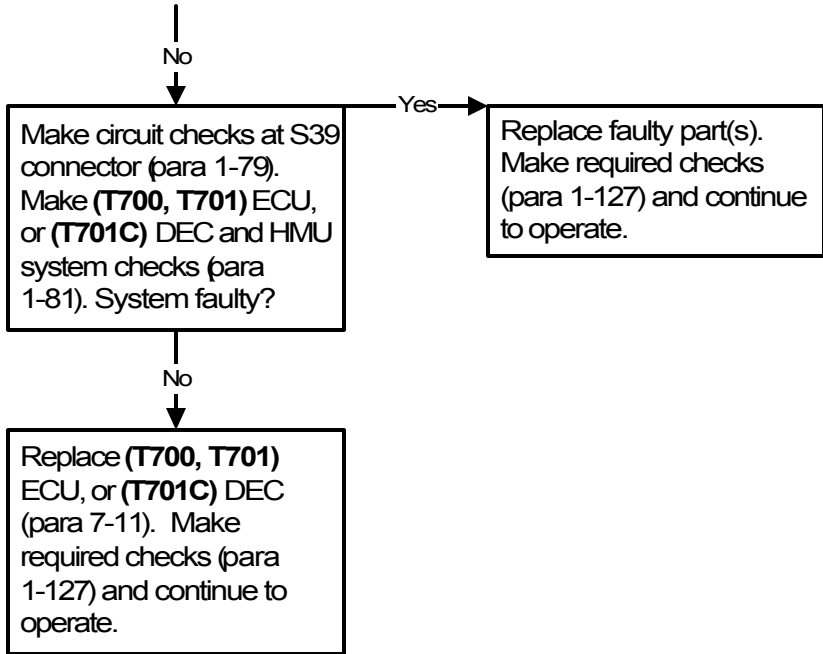 No
Yes
Make circuit checks at S39
connector (para 1-79).
Make (T700, T701) ECU,
or (T701C) DEC and HMU
system checks (para
1-81). System faulty?
Replace faulty part(s).
Make required checks
(para 1-127) and continue
to operate.
No
Replace (T700, T701)
ECU, or (T701C) DEC
(para 7-11). Make
required checks (para
1-127) and continue to
operate.